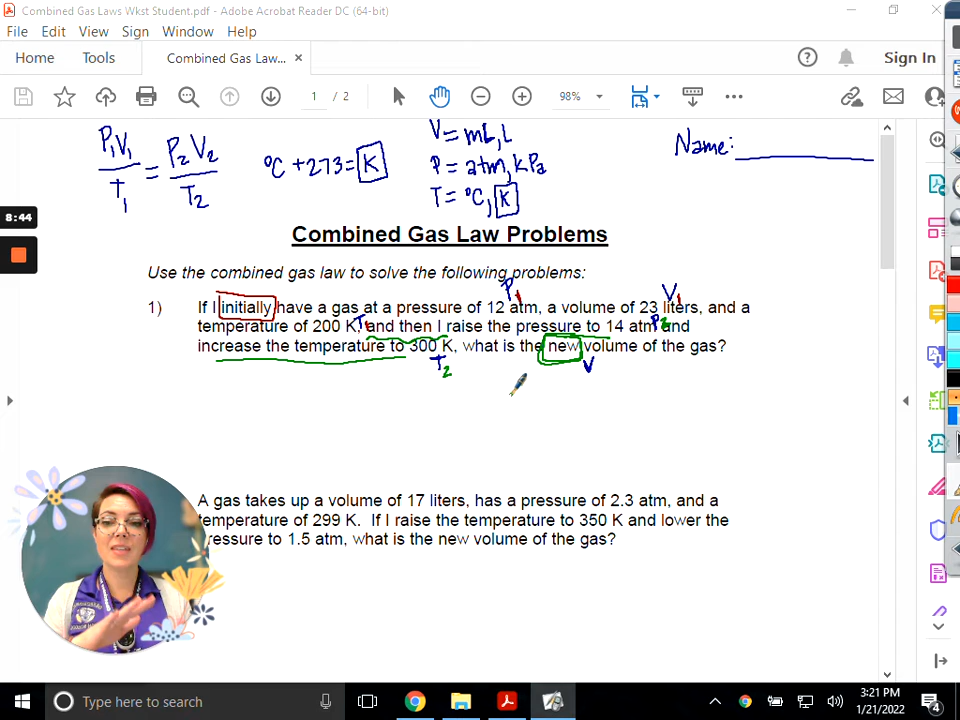 Combined Gas Laws Wkst Student.pdf - Adobe Acrobat Reader DC (64-bit)
File Edit View Sign Window Help
Home Tools Combined Gas Law... × Sign In
1 / 2 98%
P₁V₁ / T₁ = P₂V₂ / T₂
°C + 273 = K
V = mL, L
P = atm, kPa
T = °C, K
Name:
8:44
Combined Gas Law Problems
Use the combined gas law to solve the following problems:
P₁ V₁
1) If I initially have a gas at a pressure of 12 atm, a volume of 23 liters, and a
temperature of 200 K, and then I raise the pressure to 14 atm and
T₁ P₂
increase the temperature to 300 K, what is the new volume of the gas?
T₂ V
A gas takes up a volume of 17 liters, has a pressure of 2.3 atm, and a
temperature of 299 K. If I raise the temperature to 350 K and lower the
pressure to 1.5 atm, what is the new volume of the gas?
Type here to search
3:21 PM
1/21/2022
4